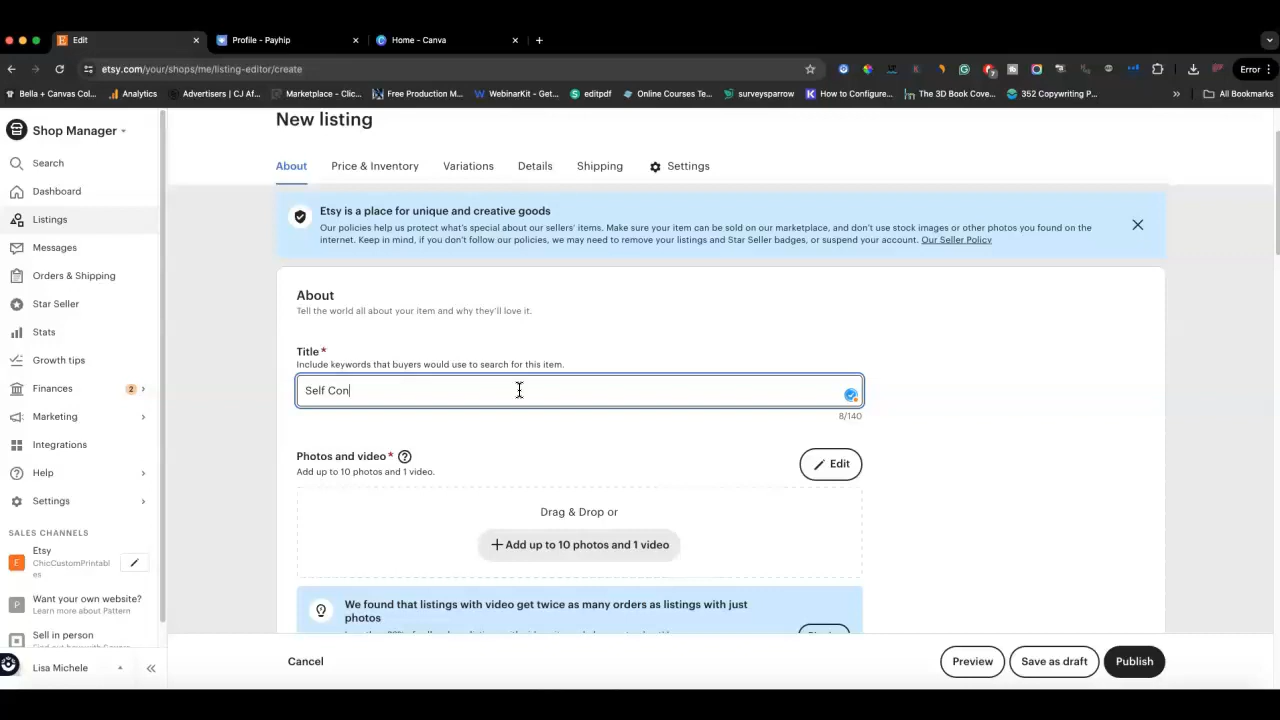 Edit
Profile - Payhip
Home - Canva
etsy.com/your/shops/me/listing-editor/create
Error
Bella + Canvas Col...
Analytics
Advertisers | CJ Af...
Marketplace - Clic...
Free Production M...
WebinarKit - Get...
editpdf
Online Courses Te...
surveysparrow
How to Configure...
The 3D Book Cove...
352 Copywriting P...
All Bookmarks
Shop Manager
Search
Dashboard
Listings
Messages
Orders & Shipping
Star Seller
Stats
Growth tips
Finances 2
Marketing
Integrations
Help
Settings
SALES CHANNELS
Etsy
ChicCustomPrintabl
es
Want your own website?
Learn more about Pattern
Sell in person
Lisa Michele
New listing
About
Price & Inventory
Variations
Details
Shipping
Settings
Etsy is a place for unique and creative goods
Our policies help us protect what's special about our sellers' items. Make sure your item can be sold on our marketplace, and don't use stock images or other photos you found on the
internet. Keep in mind, if you don't follow our policies, we may need to remove your listings and Star Seller badges, or suspend your account. Our Seller Policy
About
Tell the world all about your item and why they'll love it.
Title *
Include keywords that buyers would use to search for this item.
Self Con
8/140
Photos and video *
Add up to 10 photos and 1 video.
Edit
Drag & Drop or
Add up to 10 photos and 1 video
We found that listings with video get twice as many orders as listings with just
photos
Cancel
Preview
Save as draft
Publish